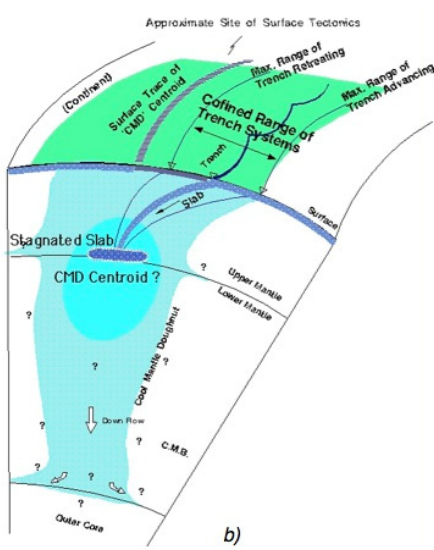 Approximate Site of Surface Tectonics
b)
(Continent)
Surface Trace of
'CMD' Centroid
Max. Range of
Trench Retreating
Max. Range of
Trench Advancing
Cofined Range of
Trench Systems
Trench
Slab
Surface
Stagnated Slab
CMD Centroid ?
Upper Mantle
Lower Mantle
?
?
?
?
?
?
?
Cool Mantle Doughnut
Down Flow
C.M.B.
?
?
?
?
?
?
Outer Core
b)